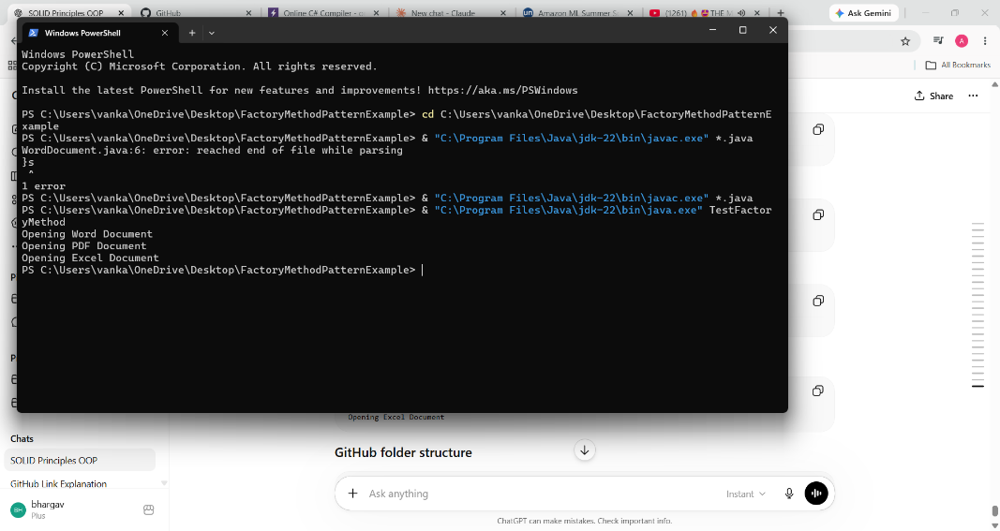 SOLID Principles OOP
GitHub
Online C# Compiler - 
New chat - Claude
Amazon ML Summer S
(1261)
Ask Gemini
Windows PowerShell
All Bookmarks
Share
Windows PowerShell
Copyright (C) Microsoft Corporation. All rights reserved.
Install the latest PowerShell for new features and improvements! https://aka.ms/PSWindows
PS C:\Users\vanka\OneDrive\Desktop\FactoryMethodPatternExample> cd C:\Users\vanka\OneDrive\Desktop\FactoryMethodPatternE
xample
PS C:\Users\vanka\OneDrive\Desktop\FactoryMethodPatternExample> & "C:\Program Files\Java\jdk-22\bin\javac.exe" *.java
WordDocument.java:6: error: reached end of file while parsing
}s
^
1 error
PS C:\Users\vanka\OneDrive\Desktop\FactoryMethodPatternExample> & "C:\Program Files\Java\jdk-22\bin\javac.exe" *.java
PS C:\Users\vanka\OneDrive\Desktop\FactoryMethodPatternExample> & "C:\Program Files\Java\jdk-22\bin\java.exe" TestFactor
yMethod
Opening Word Document
Opening PDF Document
Opening Excel Document
PS C:\Users\vanka\OneDrive\Desktop\FactoryMethodPatternExample>
Opening Excel Document
Chats
GitHub folder structure
SOLID Principles OOP
GitHub Link Explanation
Ask anything
Instant
BH
bhargav
Plus
ChatGPT can make mistakes. Check important info.